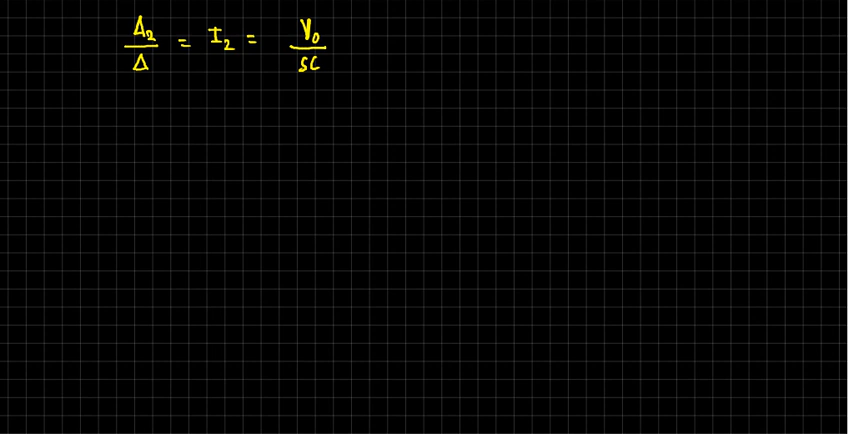 Δ₂/Δ = I₂ = V₀/SC